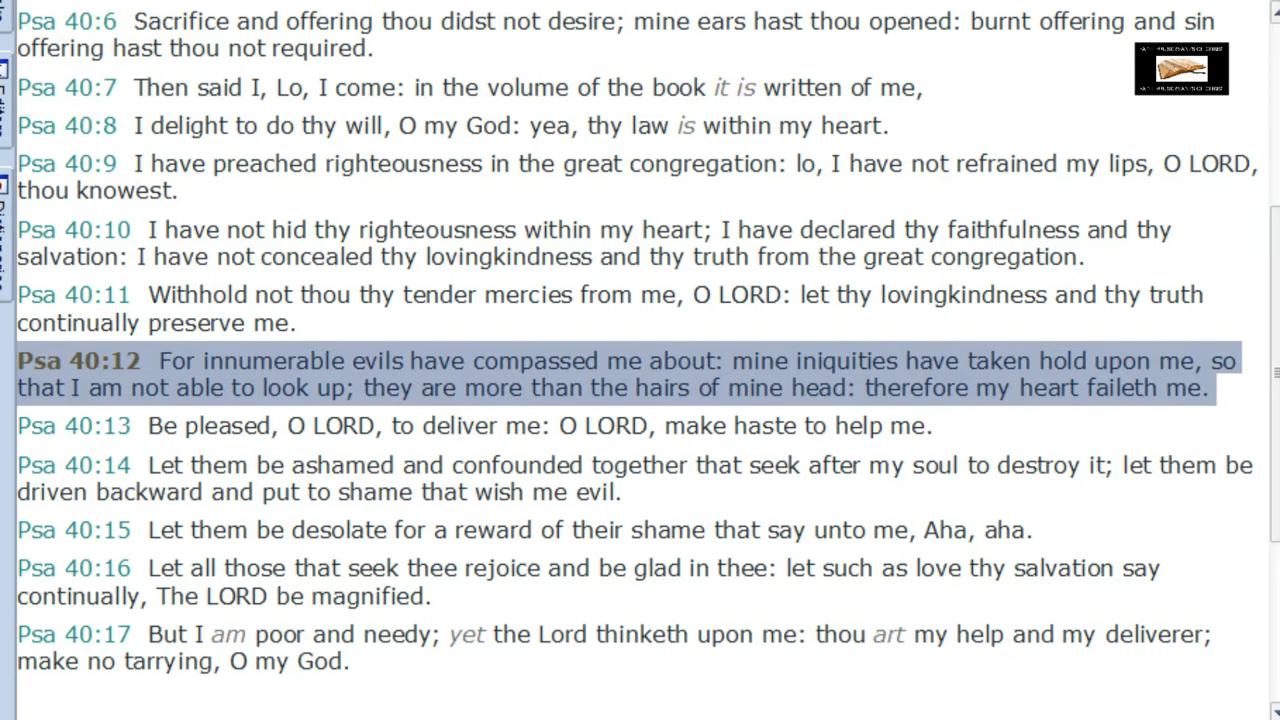 Psa 40:6 Sacrifice and offering thou didst not desire; mine ears hast thou opened: burnt offering and sin
offering hast thou not required.
Psa 40:7 Then said I, Lo, I come: in the volume of the book it is written of me,
Psa 40:8 I delight to do thy will, O my God: yea, thy law is within my heart.
Psa 40:9 I have preached righteousness in the great congregation: lo, I have not refrained my lips, O LORD,
thou knowest.
Psa 40:10 I have not hid thy righteousness within my heart; I have declared thy faithfulness and thy
salvation: I have not concealed thy lovingkindness and thy truth from the great congregation.
Psa 40:11 Withhold not thou thy tender mercies from me, O LORD: let thy lovingkindness and thy truth
continually preserve me.
Psa 40:12 For innumerable evils have compassed me about: mine iniquities have taken hold upon me, so
that I am not able to look up; they are more than the hairs of mine head: therefore my heart faileth me.
Psa 40:13 Be pleased, O LORD, to deliver me: O LORD, make haste to help me.
Psa 40:14 Let them be ashamed and confounded together that seek after my soul to destroy it; let them be
driven backward and put to shame that wish me evil.
Psa 40:15 Let them be desolate for a reward of their shame that say unto me, Aha, aha.
Psa 40:16 Let all those that seek thee rejoice and be glad in thee: let such as love thy salvation say
continually, The LORD be magnified.
Psa 40:17 But I am poor and needy; yet the Lord thinketh upon me: thou art my help and my deliverer;
make no tarrying, O my God.